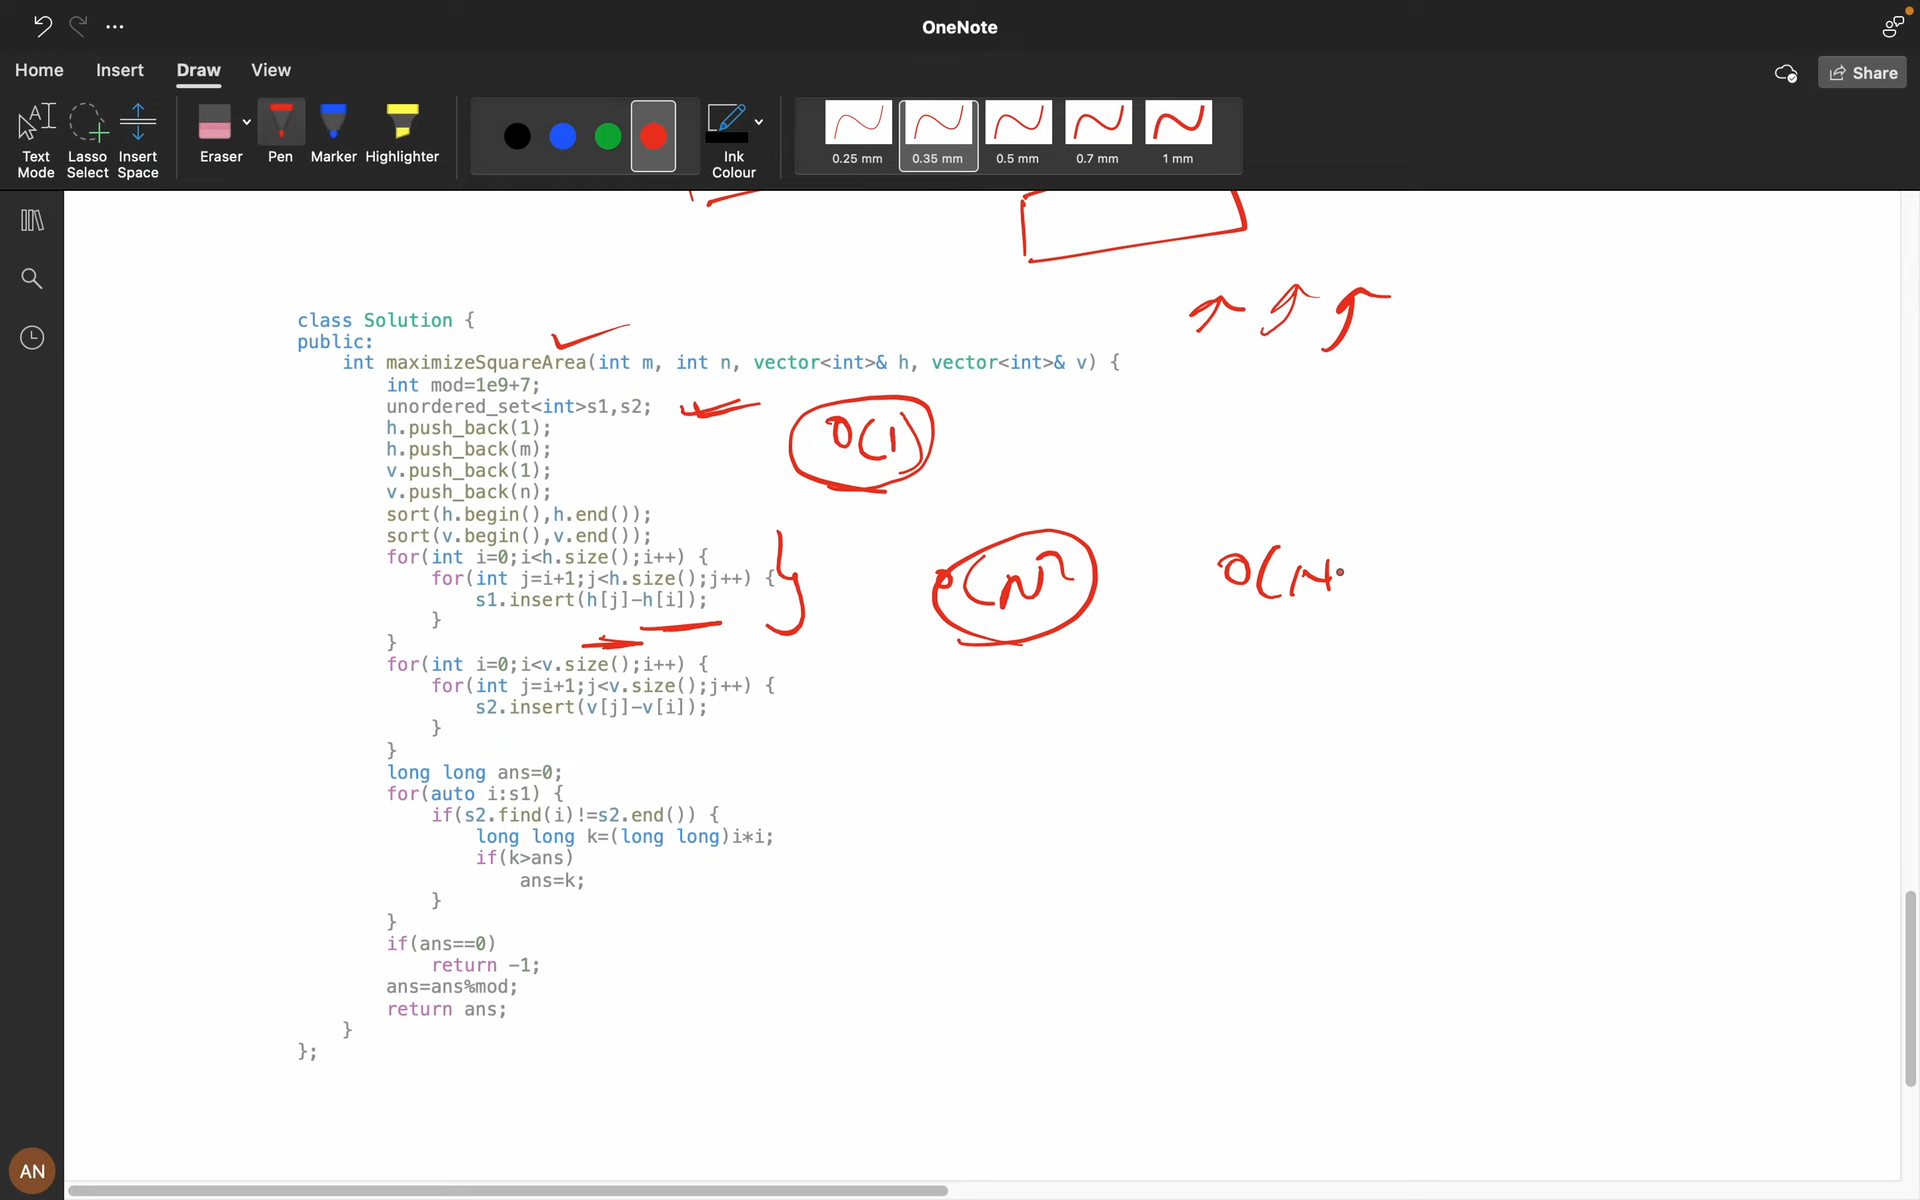 OneNote
Home Insert Draw View
Share
Text Mode
Lasso Select
Insert Space
Eraser
Pen
Marker
Highlighter
Ink Colour
0.25 mm
0.35 mm
0.5 mm
0.7 mm
1 mm
class Solution {
public:
int maximizeSquareArea(int m, int n, vector<int>& h, vector<int>& v) {
int mod=1e9+7;
unordered_set<int>s1,s2;
O(1)
h.push_back(1);
h.push_back(m);
v.push_back(1);
v.push_back(n);
sort(h.begin(),h.end());
sort(v.begin(),v.end());
for(int i=0;i<h.size();i++) {
for(int j=i+1;j<h.size();j++) {
O(N2
O(N
s1.insert(h[j]-h[i]);
}
}
for(int i=0;i<v.size();i++) {
for(int j=i+1;j<v.size();j++) {
s2.insert(v[j]-v[i]);
}
}
long long ans=0;
for(auto i:s1) {
if(s2.find(i)!=s2.end()) {
long long k=(long long)i*i;
if(k>ans)
ans=k;
}
}
if(ans==0)
return -1;
ans=ans%mod;
return ans;
}
};
AN